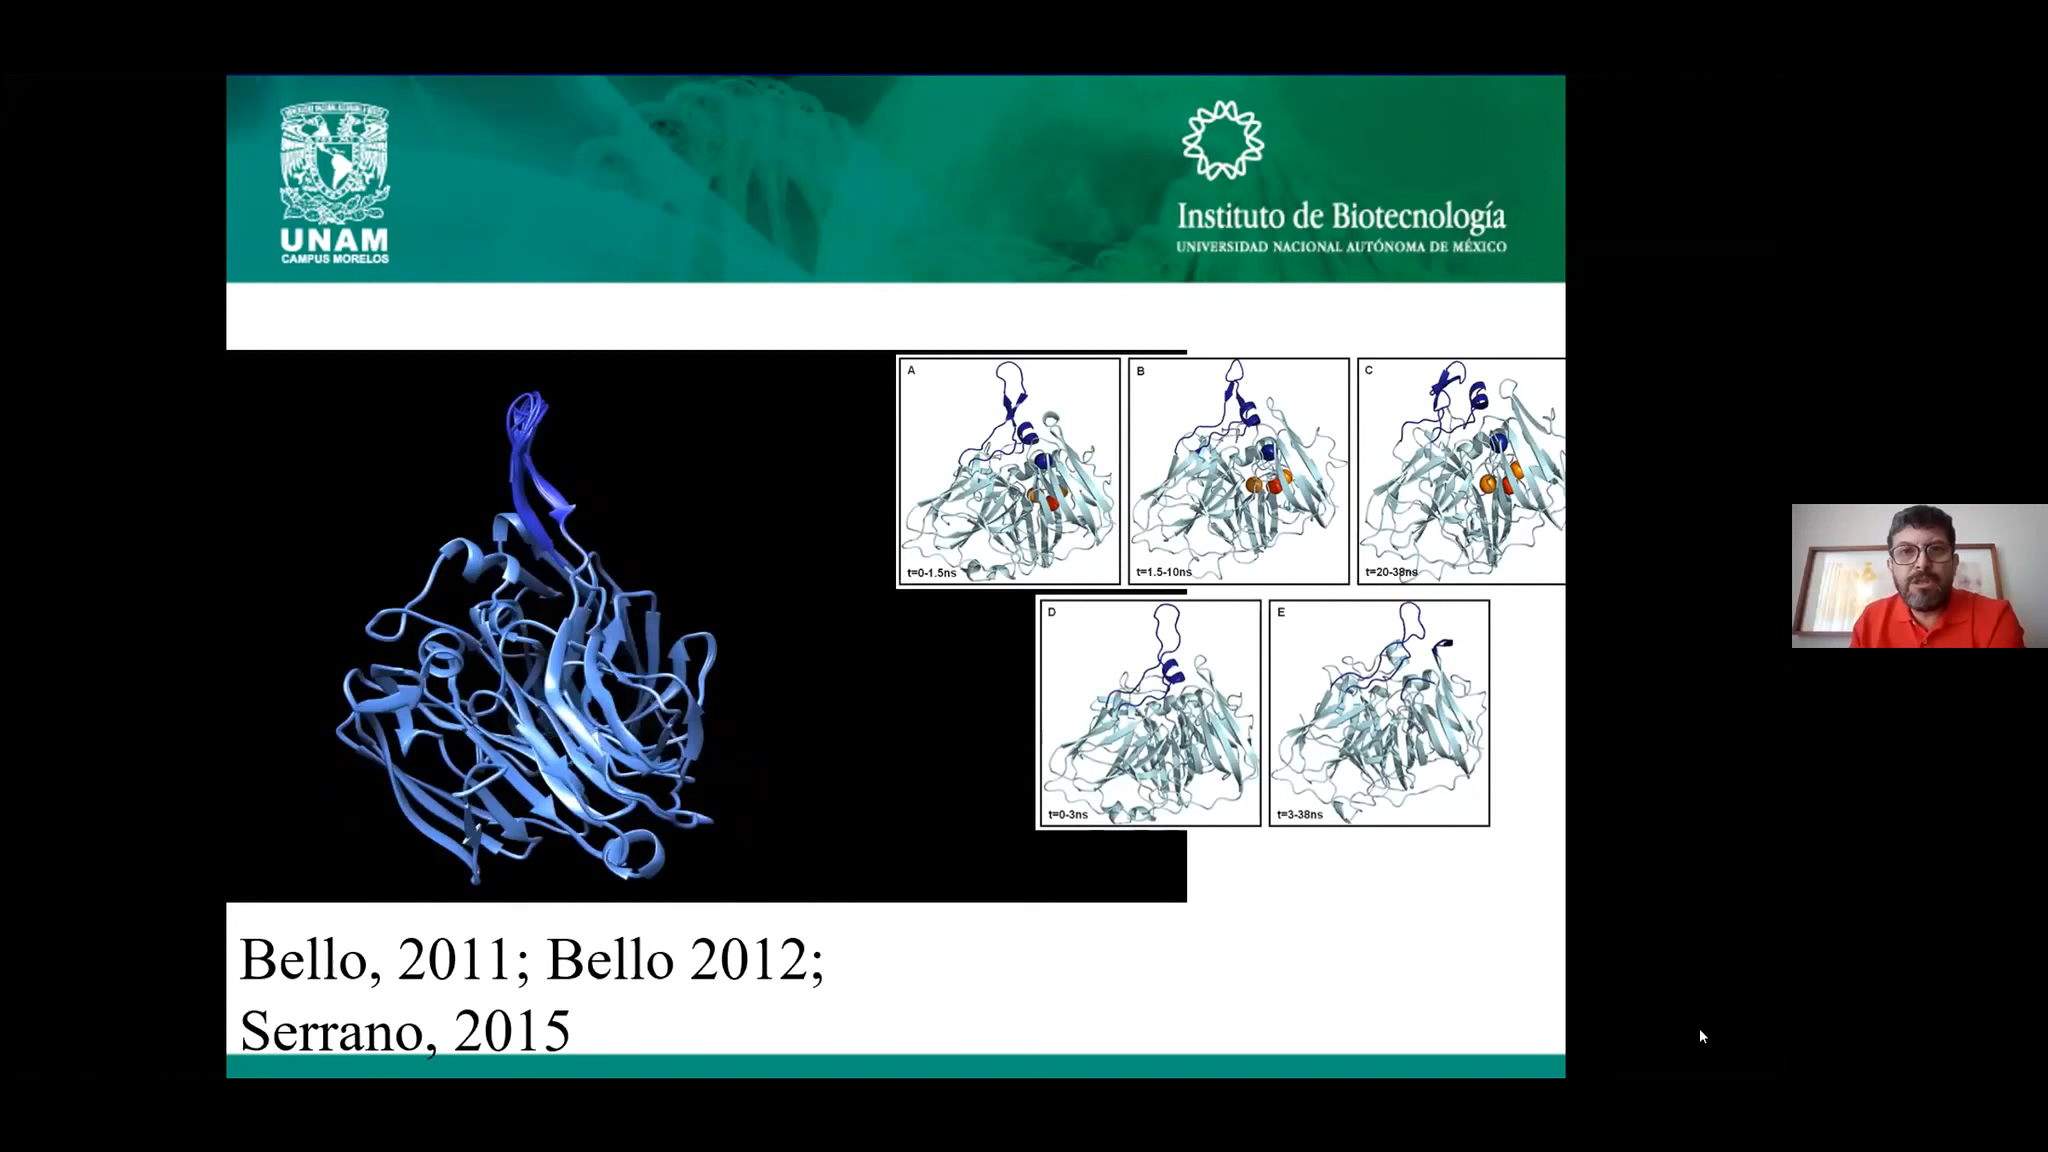 UNAM
CAMPUS MORELOS
Instituto de Biotecnología
UNIVERSIDAD NACIONAL AUTÓNOMA DE MÉXICO
A
t=0-1.5ns
B
t=1.5-10ns
C
t=20-38ns
D
t=0-3ns
E
t=3-38ns
Bello, 2011; Bello 2012;
Serrano, 2015